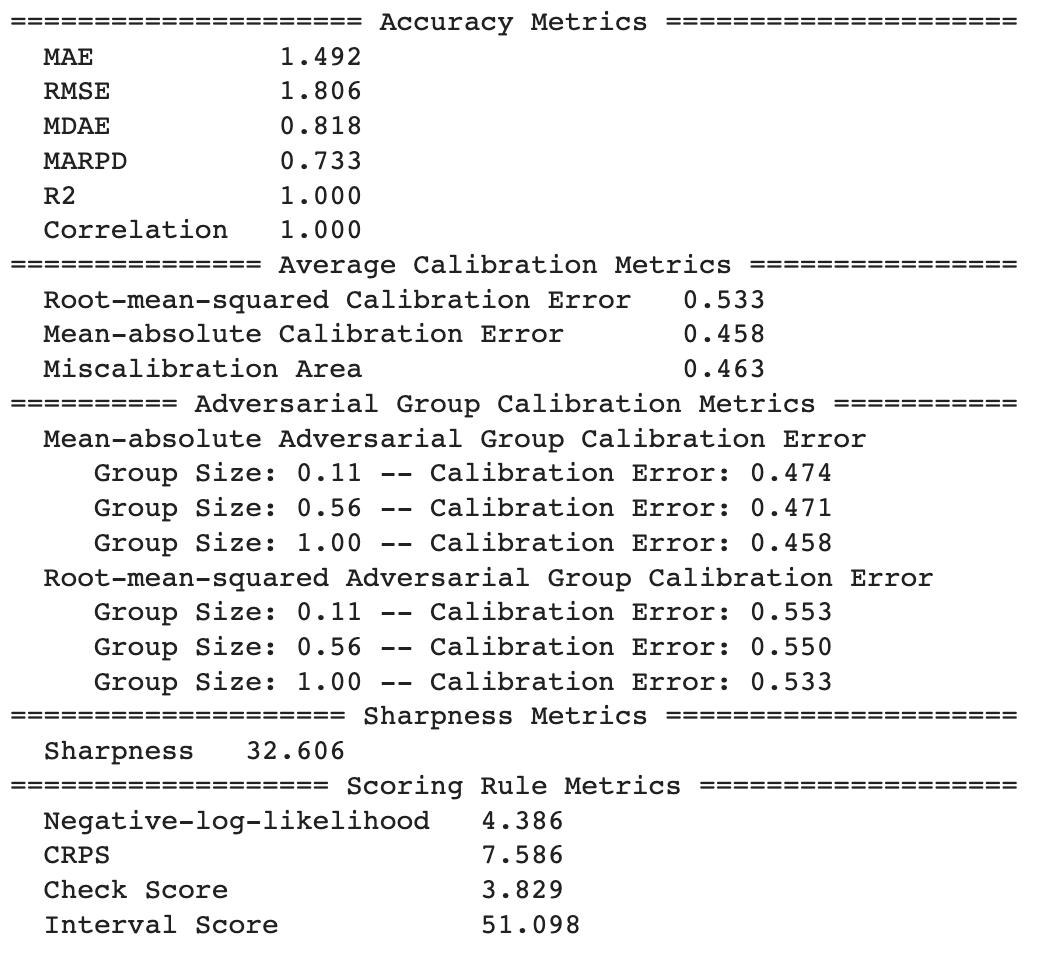 ===================== Accuracy Metrics =====================
  MAE           1.492
  RMSE          1.806
  MDAE          0.818
  MARPD         0.733
  R2            1.000
  Correlation   1.000
=============== Average Calibration Metrics ================
  Root-mean-squared Calibration Error   0.533
  Mean-absolute Calibration Error       0.458
  Miscalibration Area                   0.463
========== Adversarial Group Calibration Metrics ===========
  Mean-absolute Adversarial Group Calibration Error
     Group Size: 0.11 -- Calibration Error: 0.474
     Group Size: 0.56 -- Calibration Error: 0.471
     Group Size: 1.00 -- Calibration Error: 0.458
  Root-mean-squared Adversarial Group Calibration Error
     Group Size: 0.11 -- Calibration Error: 0.553
     Group Size: 0.56 -- Calibration Error: 0.550
     Group Size: 1.00 -- Calibration Error: 0.533
==================== Sharpness Metrics =====================
  Sharpness   32.606
=================== Scoring Rule Metrics ===================
  Negative-log-likelihood   4.386
  CRPS                      7.586
  Check Score               3.829
  Interval Score            51.098